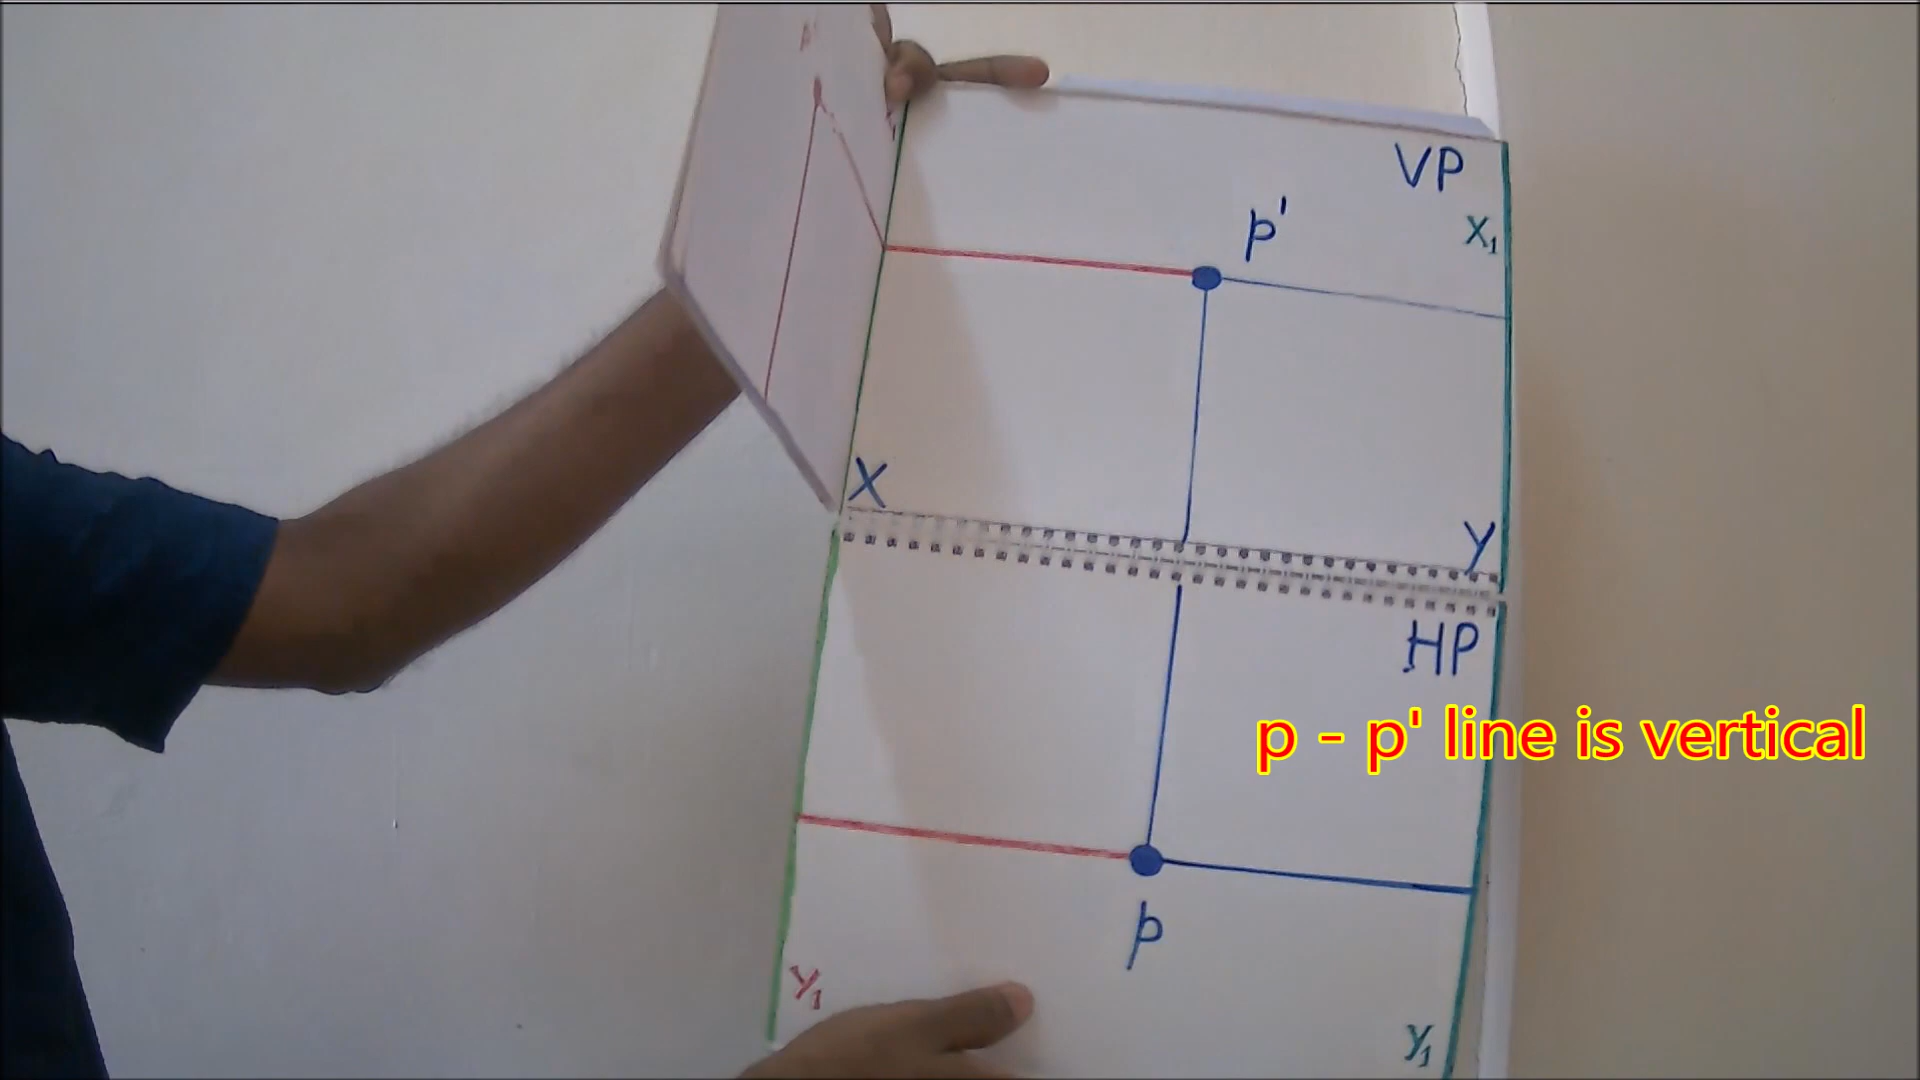 VP
p'
X₁
X
Y
HP
p - p' line is vertical
p
Y₁
Y₁